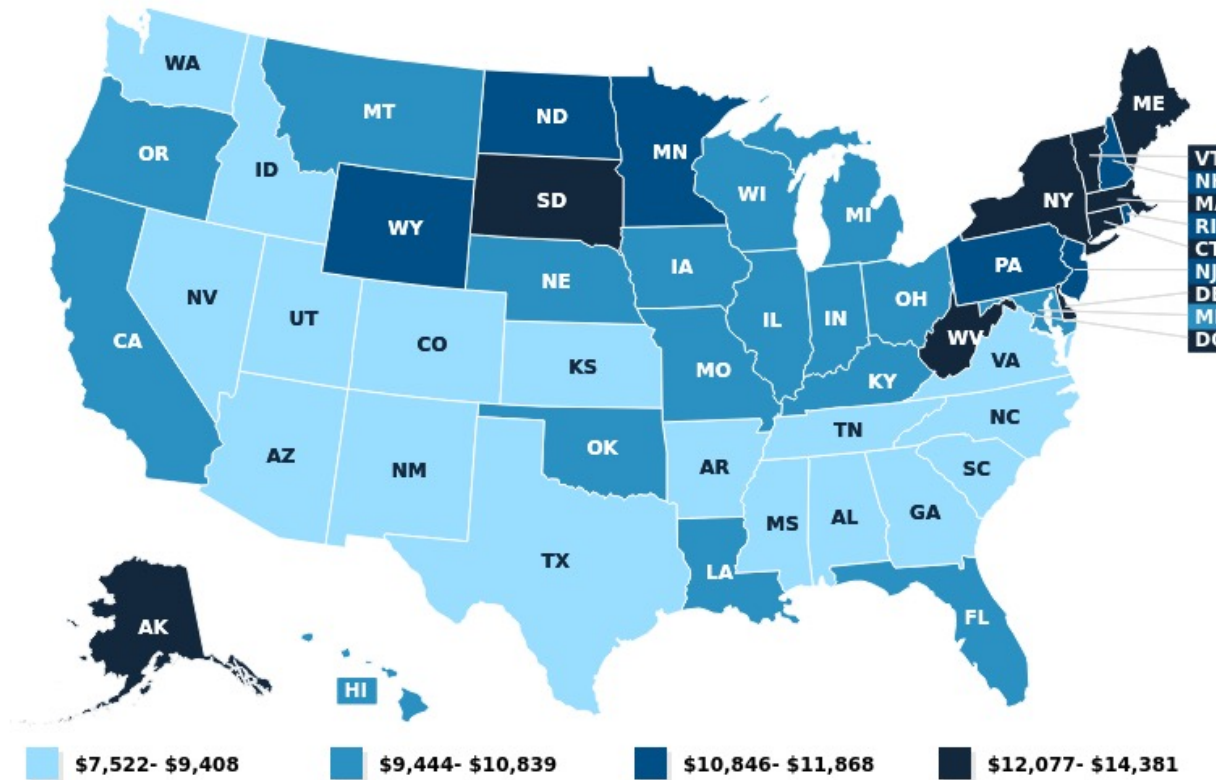 WA
ME
MT
ND
MN
OR
VT
ID
WI
SD
NY
MA
MI
WY
RI
CT
IA
PA
NJ
NE
NV
OH
UT
IL
IN
CA
CO
WV
DC
VA
KS
MO
KY
NC
TN
OK
AZ
NM
AR
SC
GA
MS
AL
TX
LA
FL
AK
HI
$7,522- $9,408
$9,444- $10,839
$10,846- $11,868
$12,077- $14,381